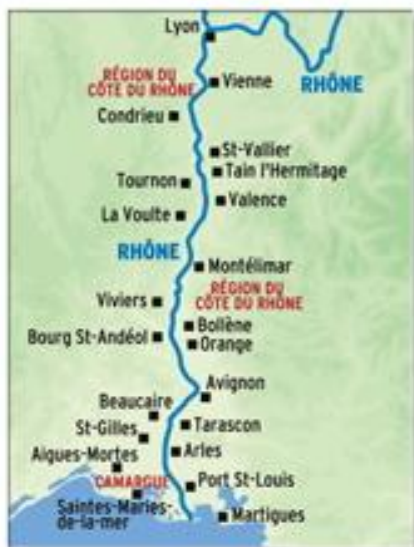 Lyon
RÉGION DU
CÔTE DU RHÔNE
Vienne
RHÔNE
Condrieu
St-Vallier
Tain l'Hermitage
Tournon
Valence
La Voulte
RHÔNE
Montélimar
RÉGION DU
CÔTE DU RHÔNE
Viviers
Bollène
Bourg St-Andéol
Orange
Avignon
Beaucaire
St-Gilles
Tarascon
Aigues-Mortes
Arles
CAMARGUE
Port St-Louis
Saintes-Maries-
de-la-mer
Martigues